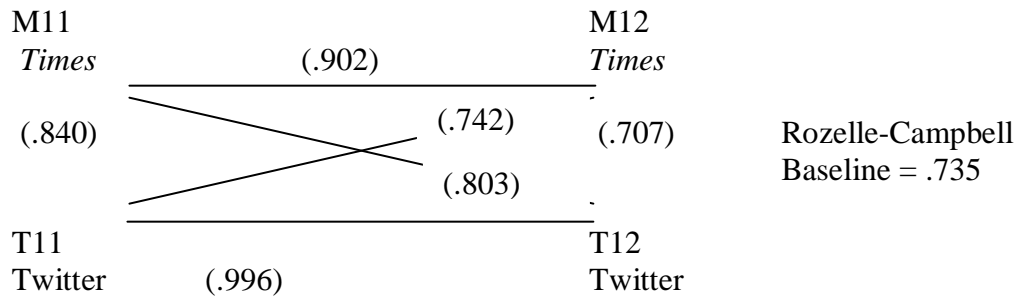 M11 M12
Times (.902) Times
(.742)
(.840) (.707) Rozelle-Campbell
Baseline = .735
(.803)
T11 T12
Twitter (.996) Twitter